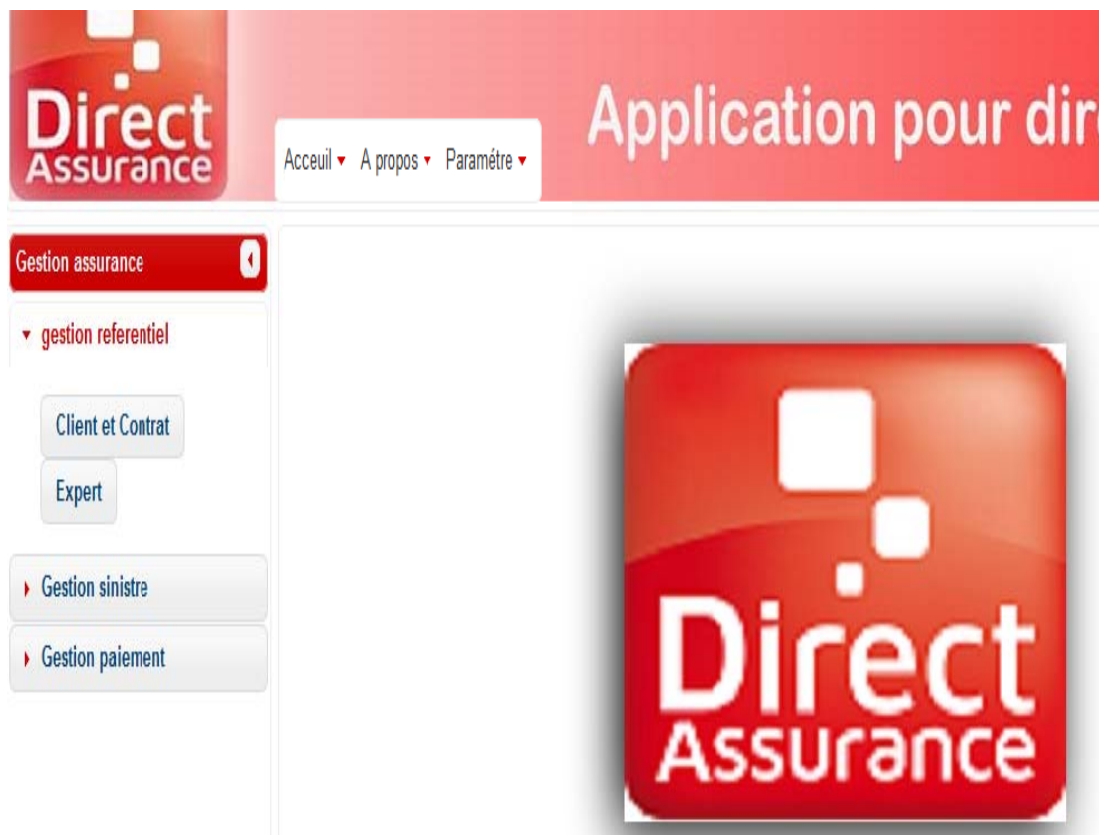 Direct
Assurance
Application pour dir
Acceuil A propos Paramétre
Gestion assurance
gestion referentiel
Client et Contrat
Expert
Gestion sinistre
Gestion paiement
Direct
Assurance